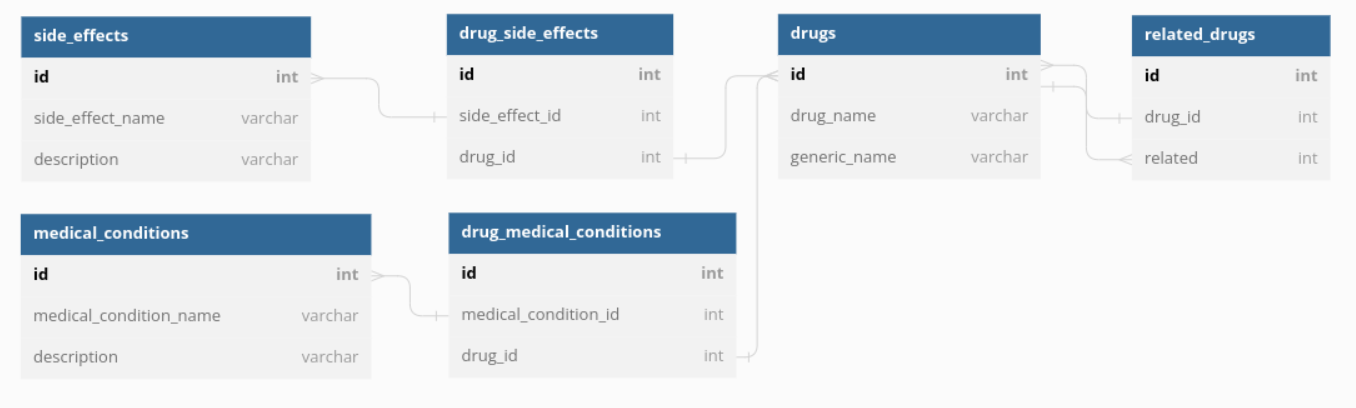 side_effects
id int
side_effect_name varchar
description varchar
drug_side_effects
id int
side_effect_id int
drug_id int
drugs
id int
drug_name varchar
generic_name varchar
related_drugs
id int
drug_id int
related int
medical_conditions
id int
medical_condition_name varchar
description varchar
drug_medical_conditions
id int
medical_condition_id int
drug_id int